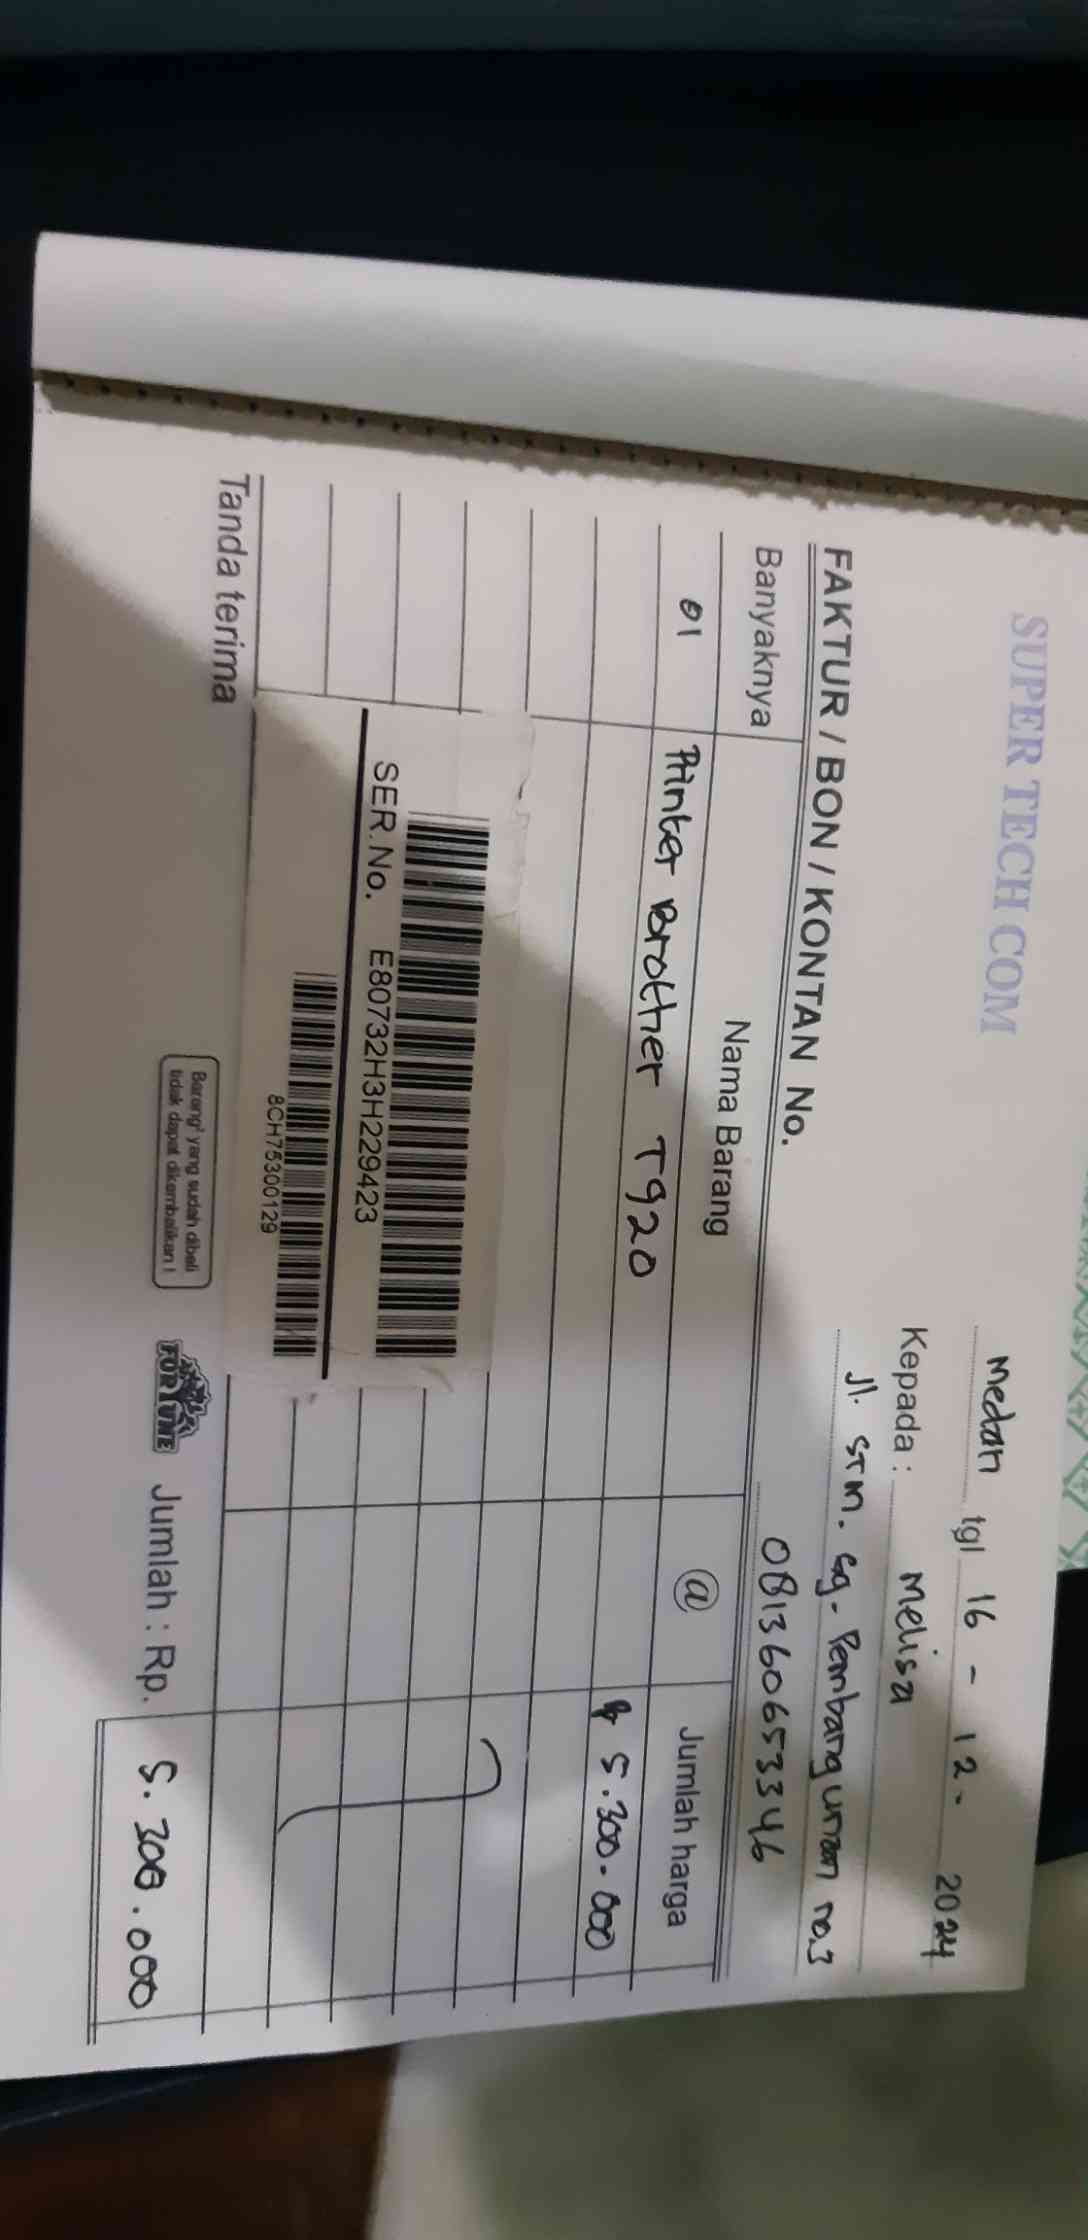 SUPER TECH COM
Medan tgl 16 - 12 - 2024
Kepada : Melisa
Jl. STM. Gg. Pembangunan no.3
081360653346
FAKTUR / BON / KONTAN No.
Banyaknya Nama Barang @ Jumlah harga
01 Printer Brother T920 Rp 5.300.000
SER.No. E80732H3H229423
8CH75300129
Tanda terima
Barang² yang sudah dibeli
tidak dapat dikembalikan !
FORTUNE
Jumlah : Rp. 5.300.000